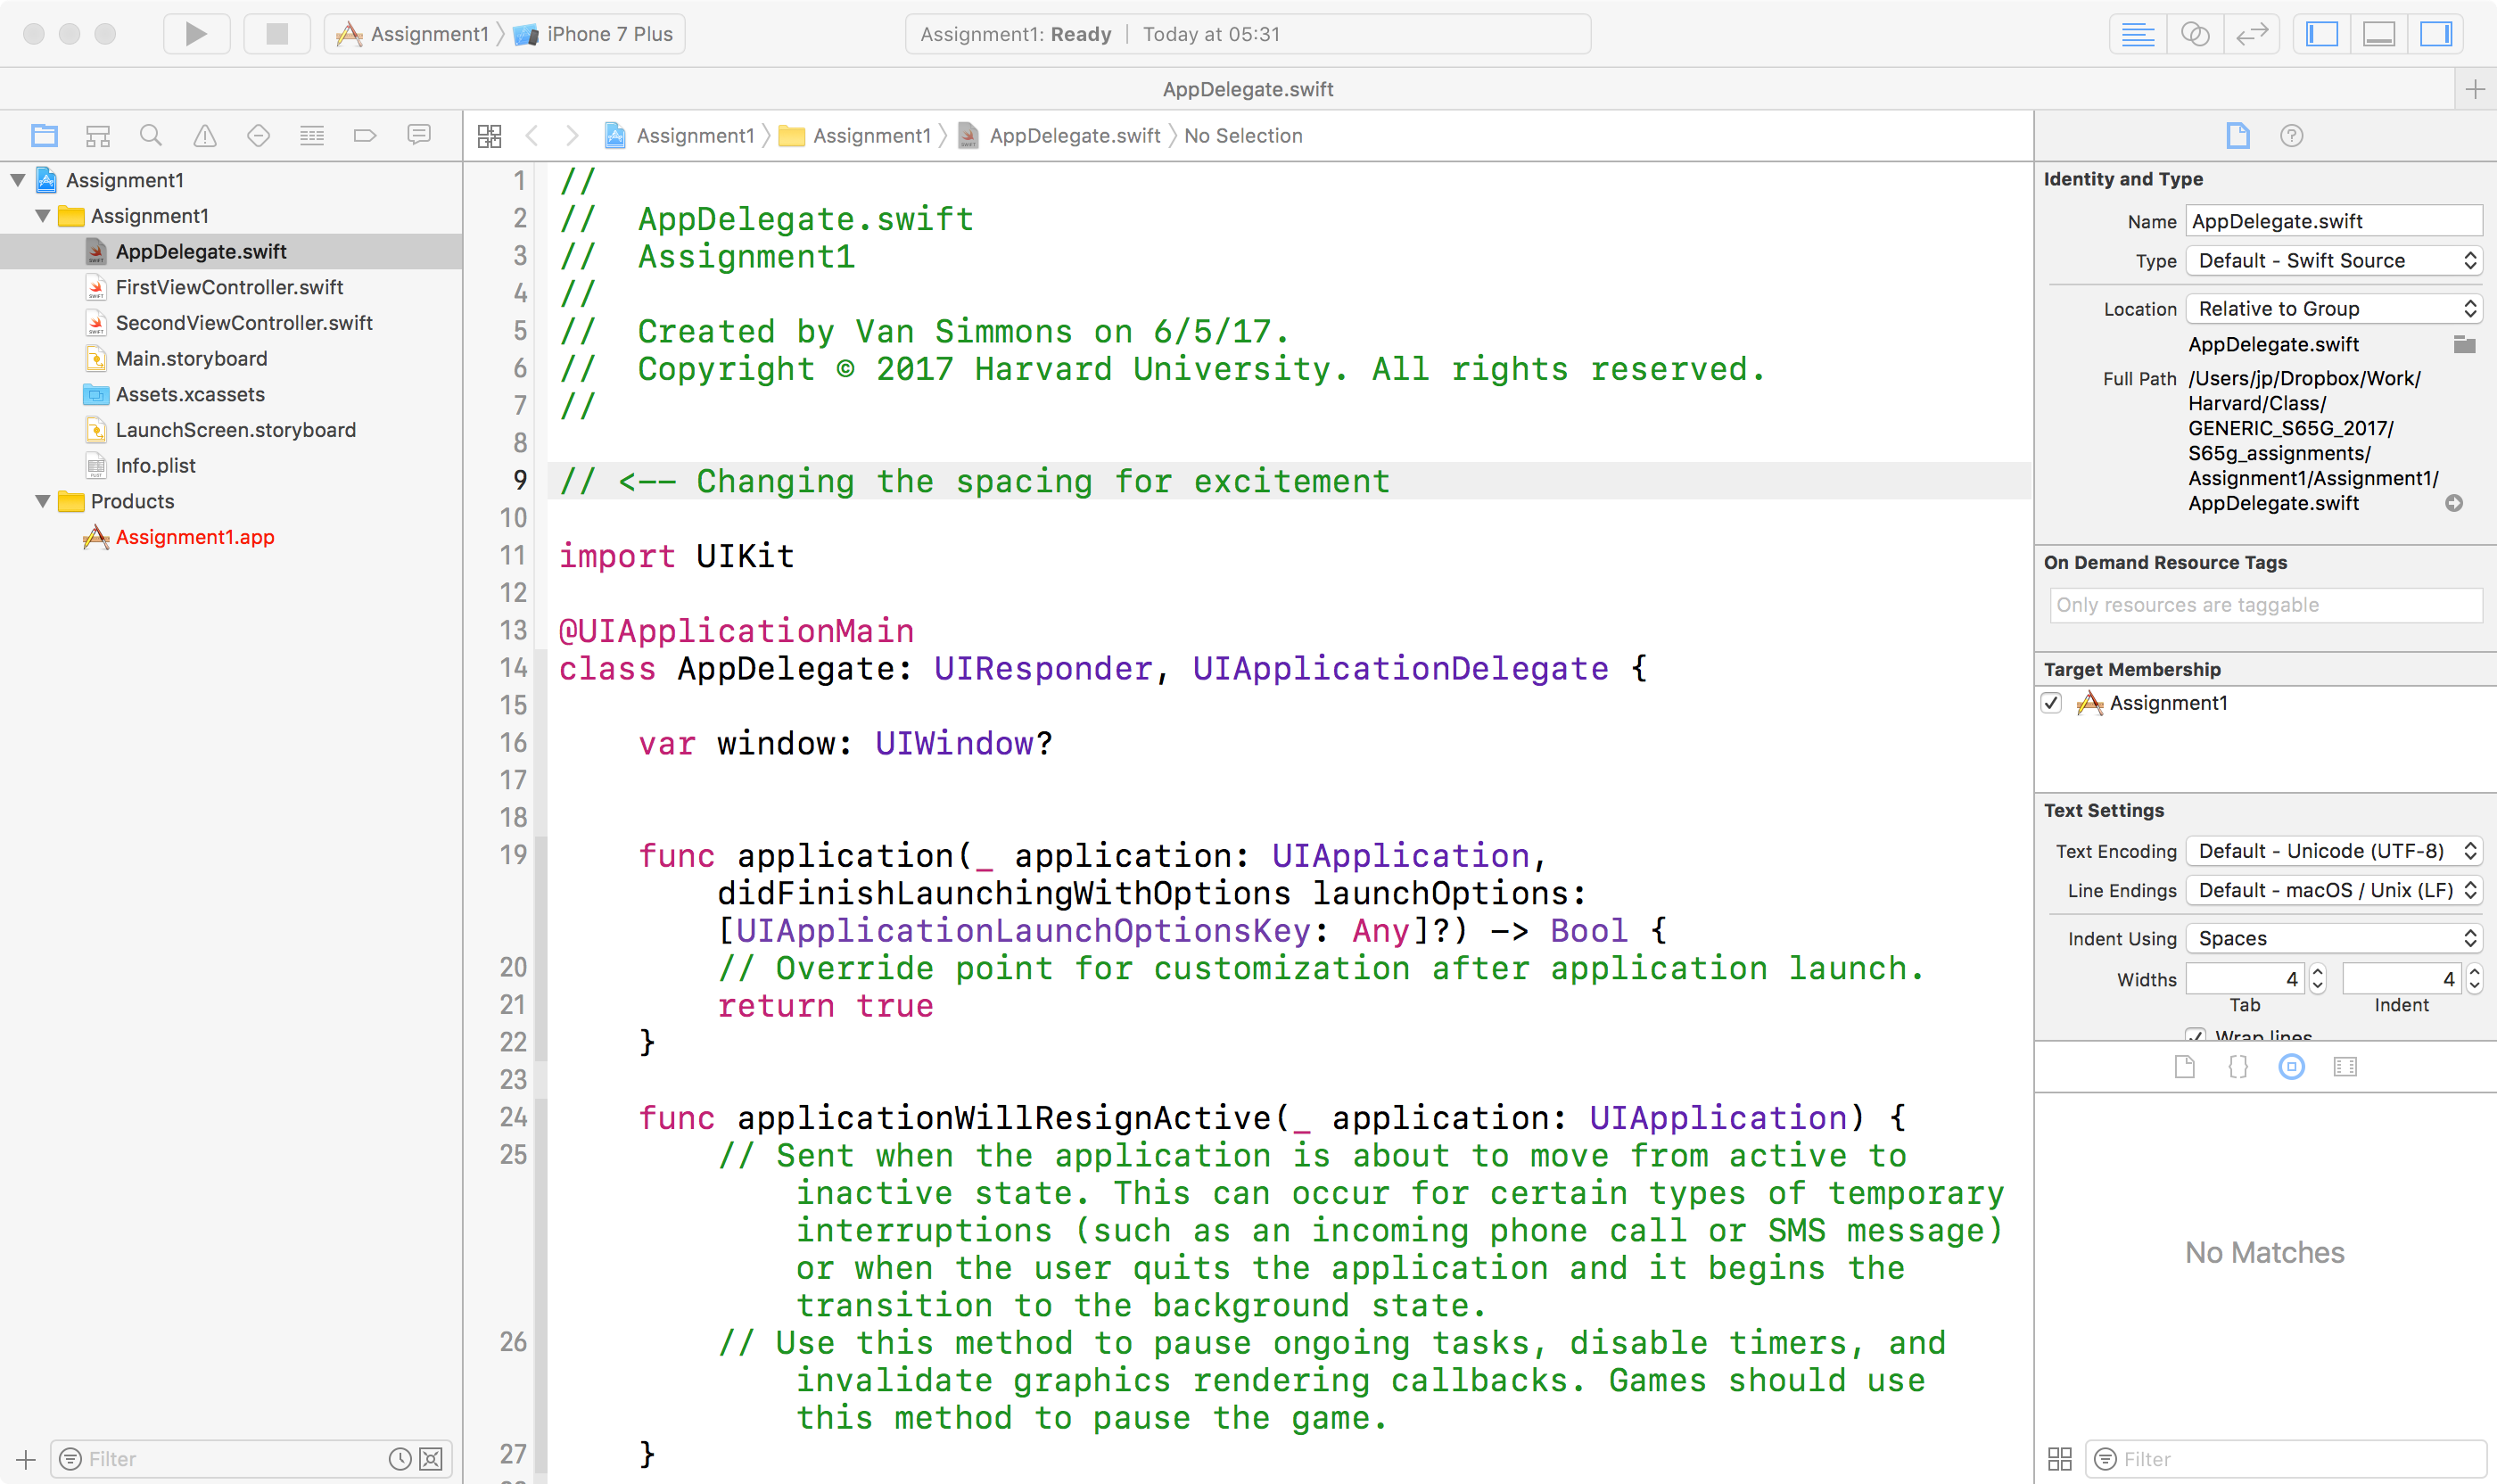 Assignment1 iPhone 7 Plus
Assignment1: Ready | Today at 05:31
AppDelegate.swift
Assignment1 Assignment1 AppDelegate.swift No Selection
Assignment1
Assignment1
AppDelegate.swift
FirstViewController.swift
SecondViewController.swift
Main.storyboard
Assets.xcassets
LaunchScreen.storyboard
Info.plist
Products
Assignment1.app
Filter
1 //
2 // AppDelegate.swift
3 // Assignment1
4 //
5 // Created by Van Simmons on 6/5/17.
6 // Copyright © 2017 Harvard University. All rights reserved.
7 //
8
9 // <-- Changing the spacing for excitement
10
11 import UIKit
12
13 @UIApplicationMain
14 class AppDelegate: UIResponder, UIApplicationDelegate {
15
16 var window: UIWindow?
17
18
19 func application(_ application: UIApplication,
didFinishLaunchingWithOptions launchOptions:
[UIApplicationLaunchOptionsKey: Any]?) -> Bool {
20 // Override point for customization after application launch.
21 return true
22 }
23
24 func applicationWillResignActive(_ application: UIApplication) {
25 // Sent when the application is about to move from active to
inactive state. This can occur for certain types of temporary
interruptions (such as an incoming phone call or SMS message)
or when the user quits the application and it begins the
transition to the background state.
26 // Use this method to pause ongoing tasks, disable timers, and
invalidate graphics rendering callbacks. Games should use
this method to pause the game.
27 }
Identity and Type
Name AppDelegate.swift
Type Default - Swift Source
Location Relative to Group
AppDelegate.swift
Full Path /Users/jp/Dropbox/Work/
Harvard/Class/
GENERIC_S65G_2017/
S65g_assignments/
Assignment1/Assignment1/
AppDelegate.swift
On Demand Resource Tags
Only resources are taggable
Target Membership
Assignment1
Text Settings
Text Encoding Default - Unicode (UTF-8)
Line Endings Default - macOS / Unix (LF)
Indent Using Spaces
Widths 4 4
Tab Indent
Wrap lines
No Matches
Filter